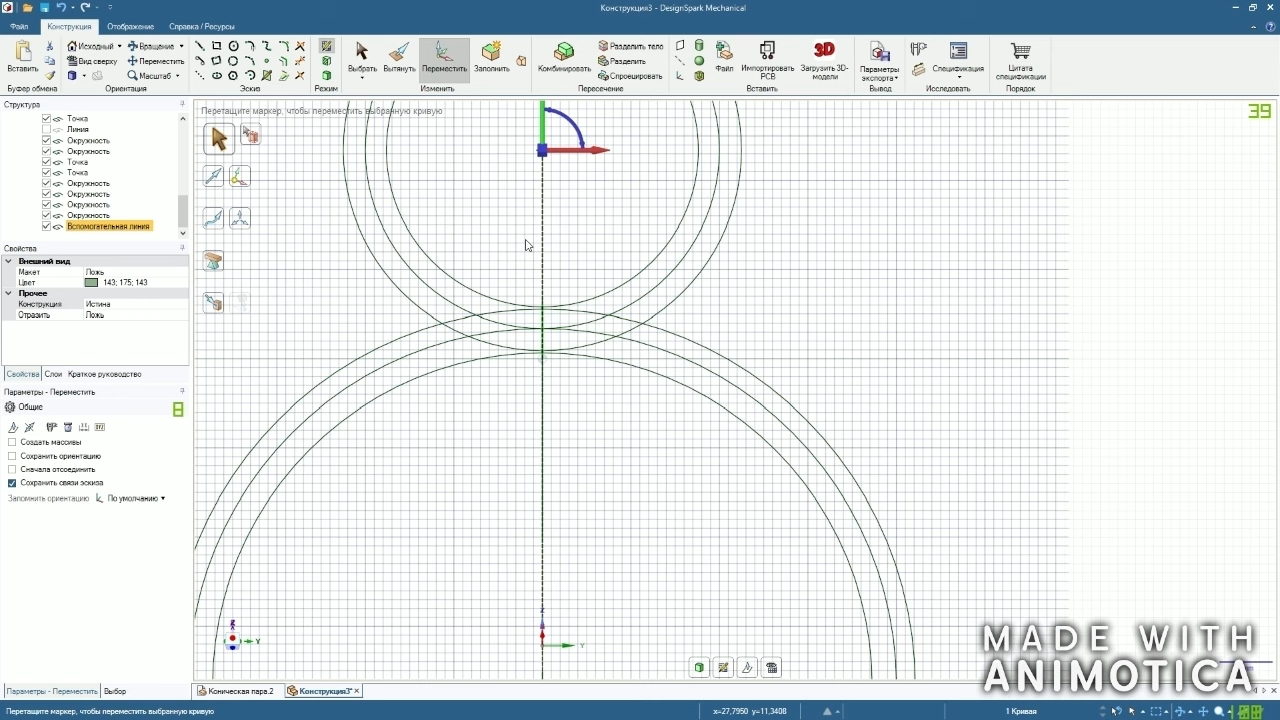 Конструкция3 - DesignSpark Mechanical
Файл Конструкция Отображение Справка / Ресурсы
Исходный Вращение Разделить тело
Вид сверху Переместить Разделить
Масштаб Спроецировать
Вставить Выбрать Вытянуть Переместить Заполнить Комбинировать Файл Импортировать PCB Загрузить 3D-модели Параметры экспорта Спецификация Цитата спецификации
3D
Буфер обмена Ориентация Эскиз Режим Изменить Пересечение Вставить Вывод Исследовать Порядок
Структура
Перетащите маркер, чтобы переместить выбранную кривую
39
Точка
Линия
Окружность
Окружность
Точка
Точка
Окружность
Окружность
Окружность
Окружность
Вспомогательная линия
Свойства
Внешний вид
Макет Ложь
Цвет 143; 175; 143
Прочее
Конструкция Истина
Отразить Ложь
Свойства Слои Краткое руководство
Параметры - Переместить
Общие
8
Создать массивы
Сохранить ориентацию
Сначала отсоединить
Сохранить связи эскиза
Запомнить ориентацию По умолчанию
Y
Z
Y
MADE WITH
ANIMOTICA
Параметры - Переместить Выбор Коническая пара.2 Конструкция3*
Перетащите маркер, чтобы переместить выбранную кривую x=27,7950 y=11,3408 1 Кривая